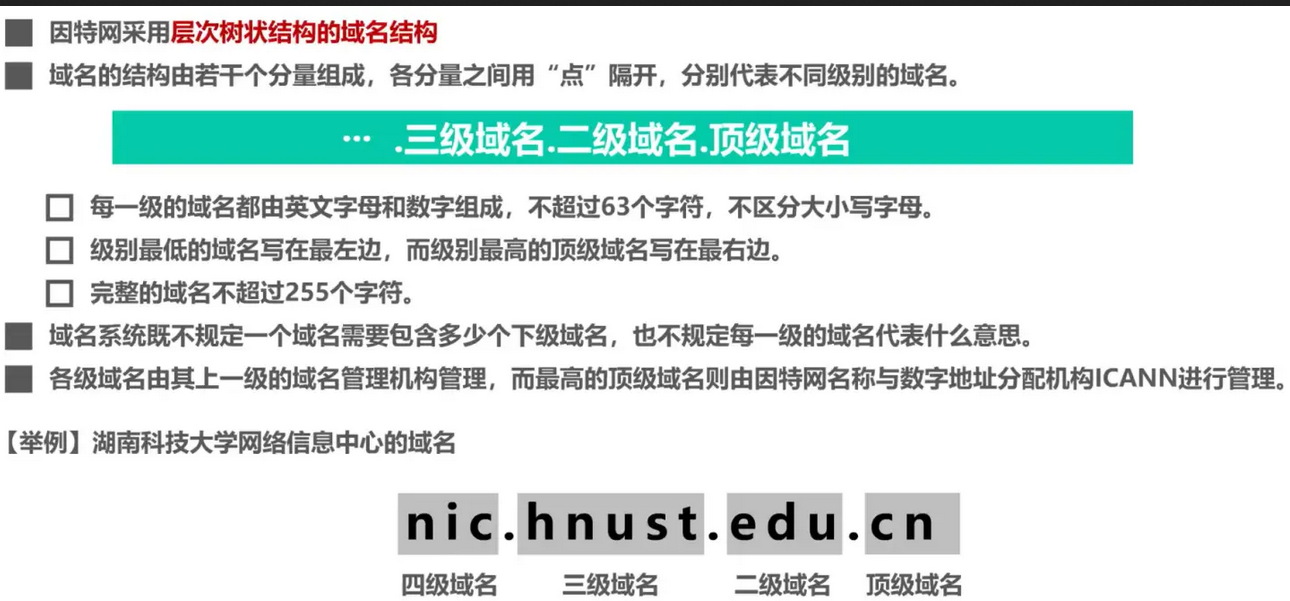 因特网采用层次树状结构的域名结构
域名的结构由若干个分量组成，各分量之间用“点”隔开，分别代表不同级别的域名。
… .三级域名.二级域名.顶级域名
每一级的域名都由英文字母和数字组成，不超过63个字符，不区分大小写字母。
级别最低的域名写在最左边，而级别最高的顶级域名写在最右边。
完整的域名不超过255个字符。
域名系统既不规定一个域名需要包含多少个下级域名，也不规定每一级的域名代表什么意思。
各级域名由其上一级的域名管理机构管理，而最高的顶级域名则由因特网名称与数字地址分配机构ICANN进行管理。
【举例】湖南科技大学网络信息中心的域名
nic.hnust.edu.cn
四级域名 三级域名 二级域名 顶级域名